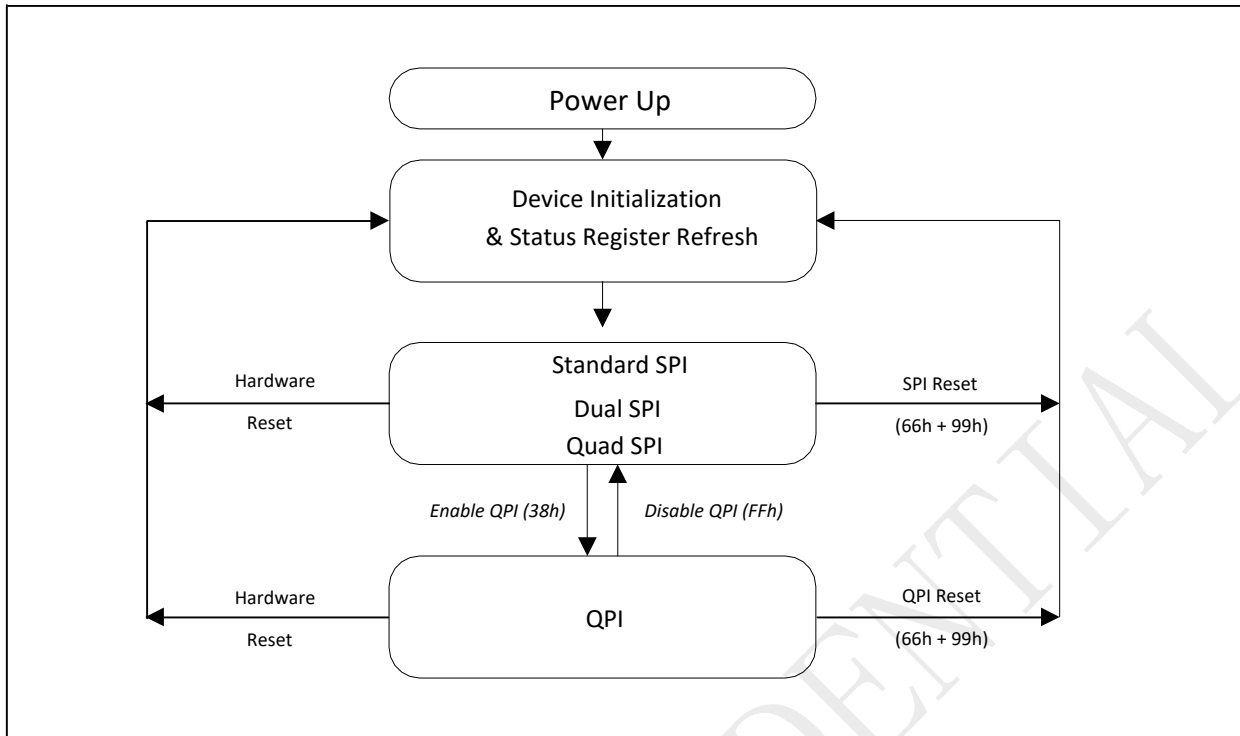 Power Up
Device Initialization
& Status Register Refresh
Standard SPI
Dual SPI
Quad SPI
Hardware
Reset
SPI Reset
(66h + 99h)
Enable QPI (38h)
Disable QPI (FFh)
QPI
Hardware
Reset
QPI Reset
(66h + 99h)
DENTIAL